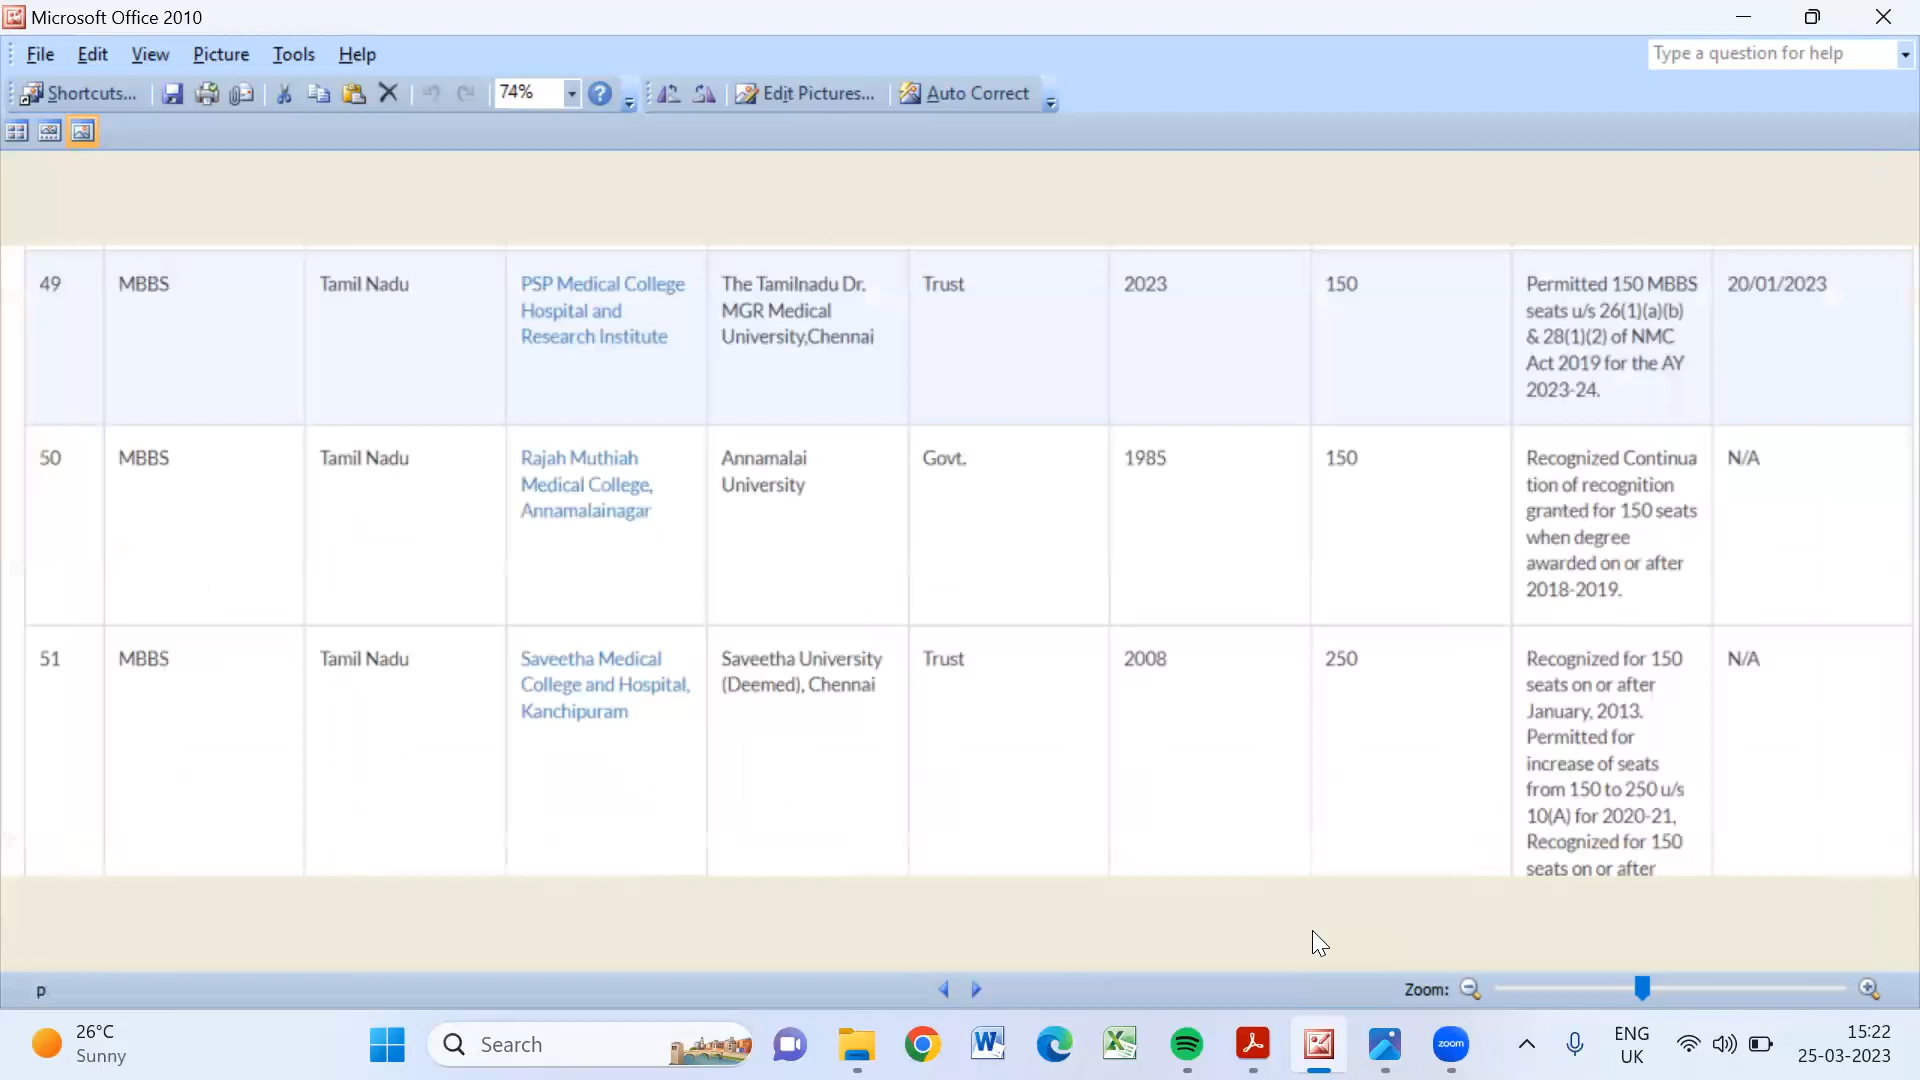 Microsoft Office 2010
File Edit View Picture Tools Help
Type a question for help
Shortcuts...
74%
Edit Pictures...
Auto Correct
49
MBBS
Tamil Nadu
PSP Medical College
Hospital and
Research Institute
The Tamilnadu Dr.
MGR Medical
University,Chennai
Trust
2023
150
Permitted 150 MBBS
seats u/s 26(1)(a)(b)
& 28(1)(2) of NMC
Act 2019 for the AY
2023-24.
20/01/2023
50
MBBS
Tamil Nadu
Rajah Muthiah
Medical College,
Annamalainagar
Annamalai
University
Govt.
1985
150
Recognized Continua
tion of recognition
granted for 150 seats
when degree
awarded on or after
2018-2019.
N/A
51
MBBS
Tamil Nadu
Saveetha Medical
College and Hospital,
Kanchipuram
Saveetha University
(Deemed), Chennai
Trust
2008
250
Recognized for 150
seats on or after
January, 2013.
Permitted for
increase of seats
from 150 to 250 u/s
10(A) for 2020-21,
Recognized for 150
seats on or after
N/A
p
Zoom:
26°C
Sunny
Search
zoom
ENG
UK
15:22
25-03-2023